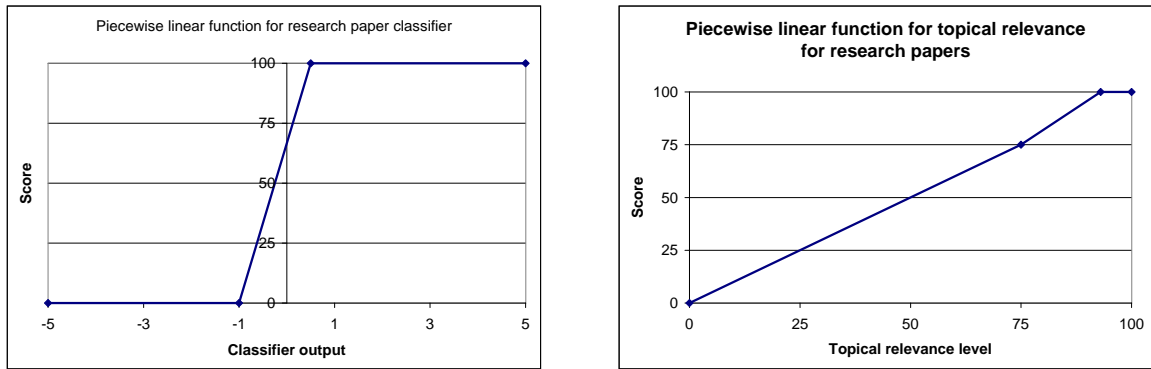 Piecewise linear function for research paper classifier
100
75
50
25
0
-5 -3 -1 1 3 5
Score
Classifier output
Piecewise linear function for topical relevance
for research papers
100
75
50
25
0
0 25 50 75 100
Score
Topical relevance level